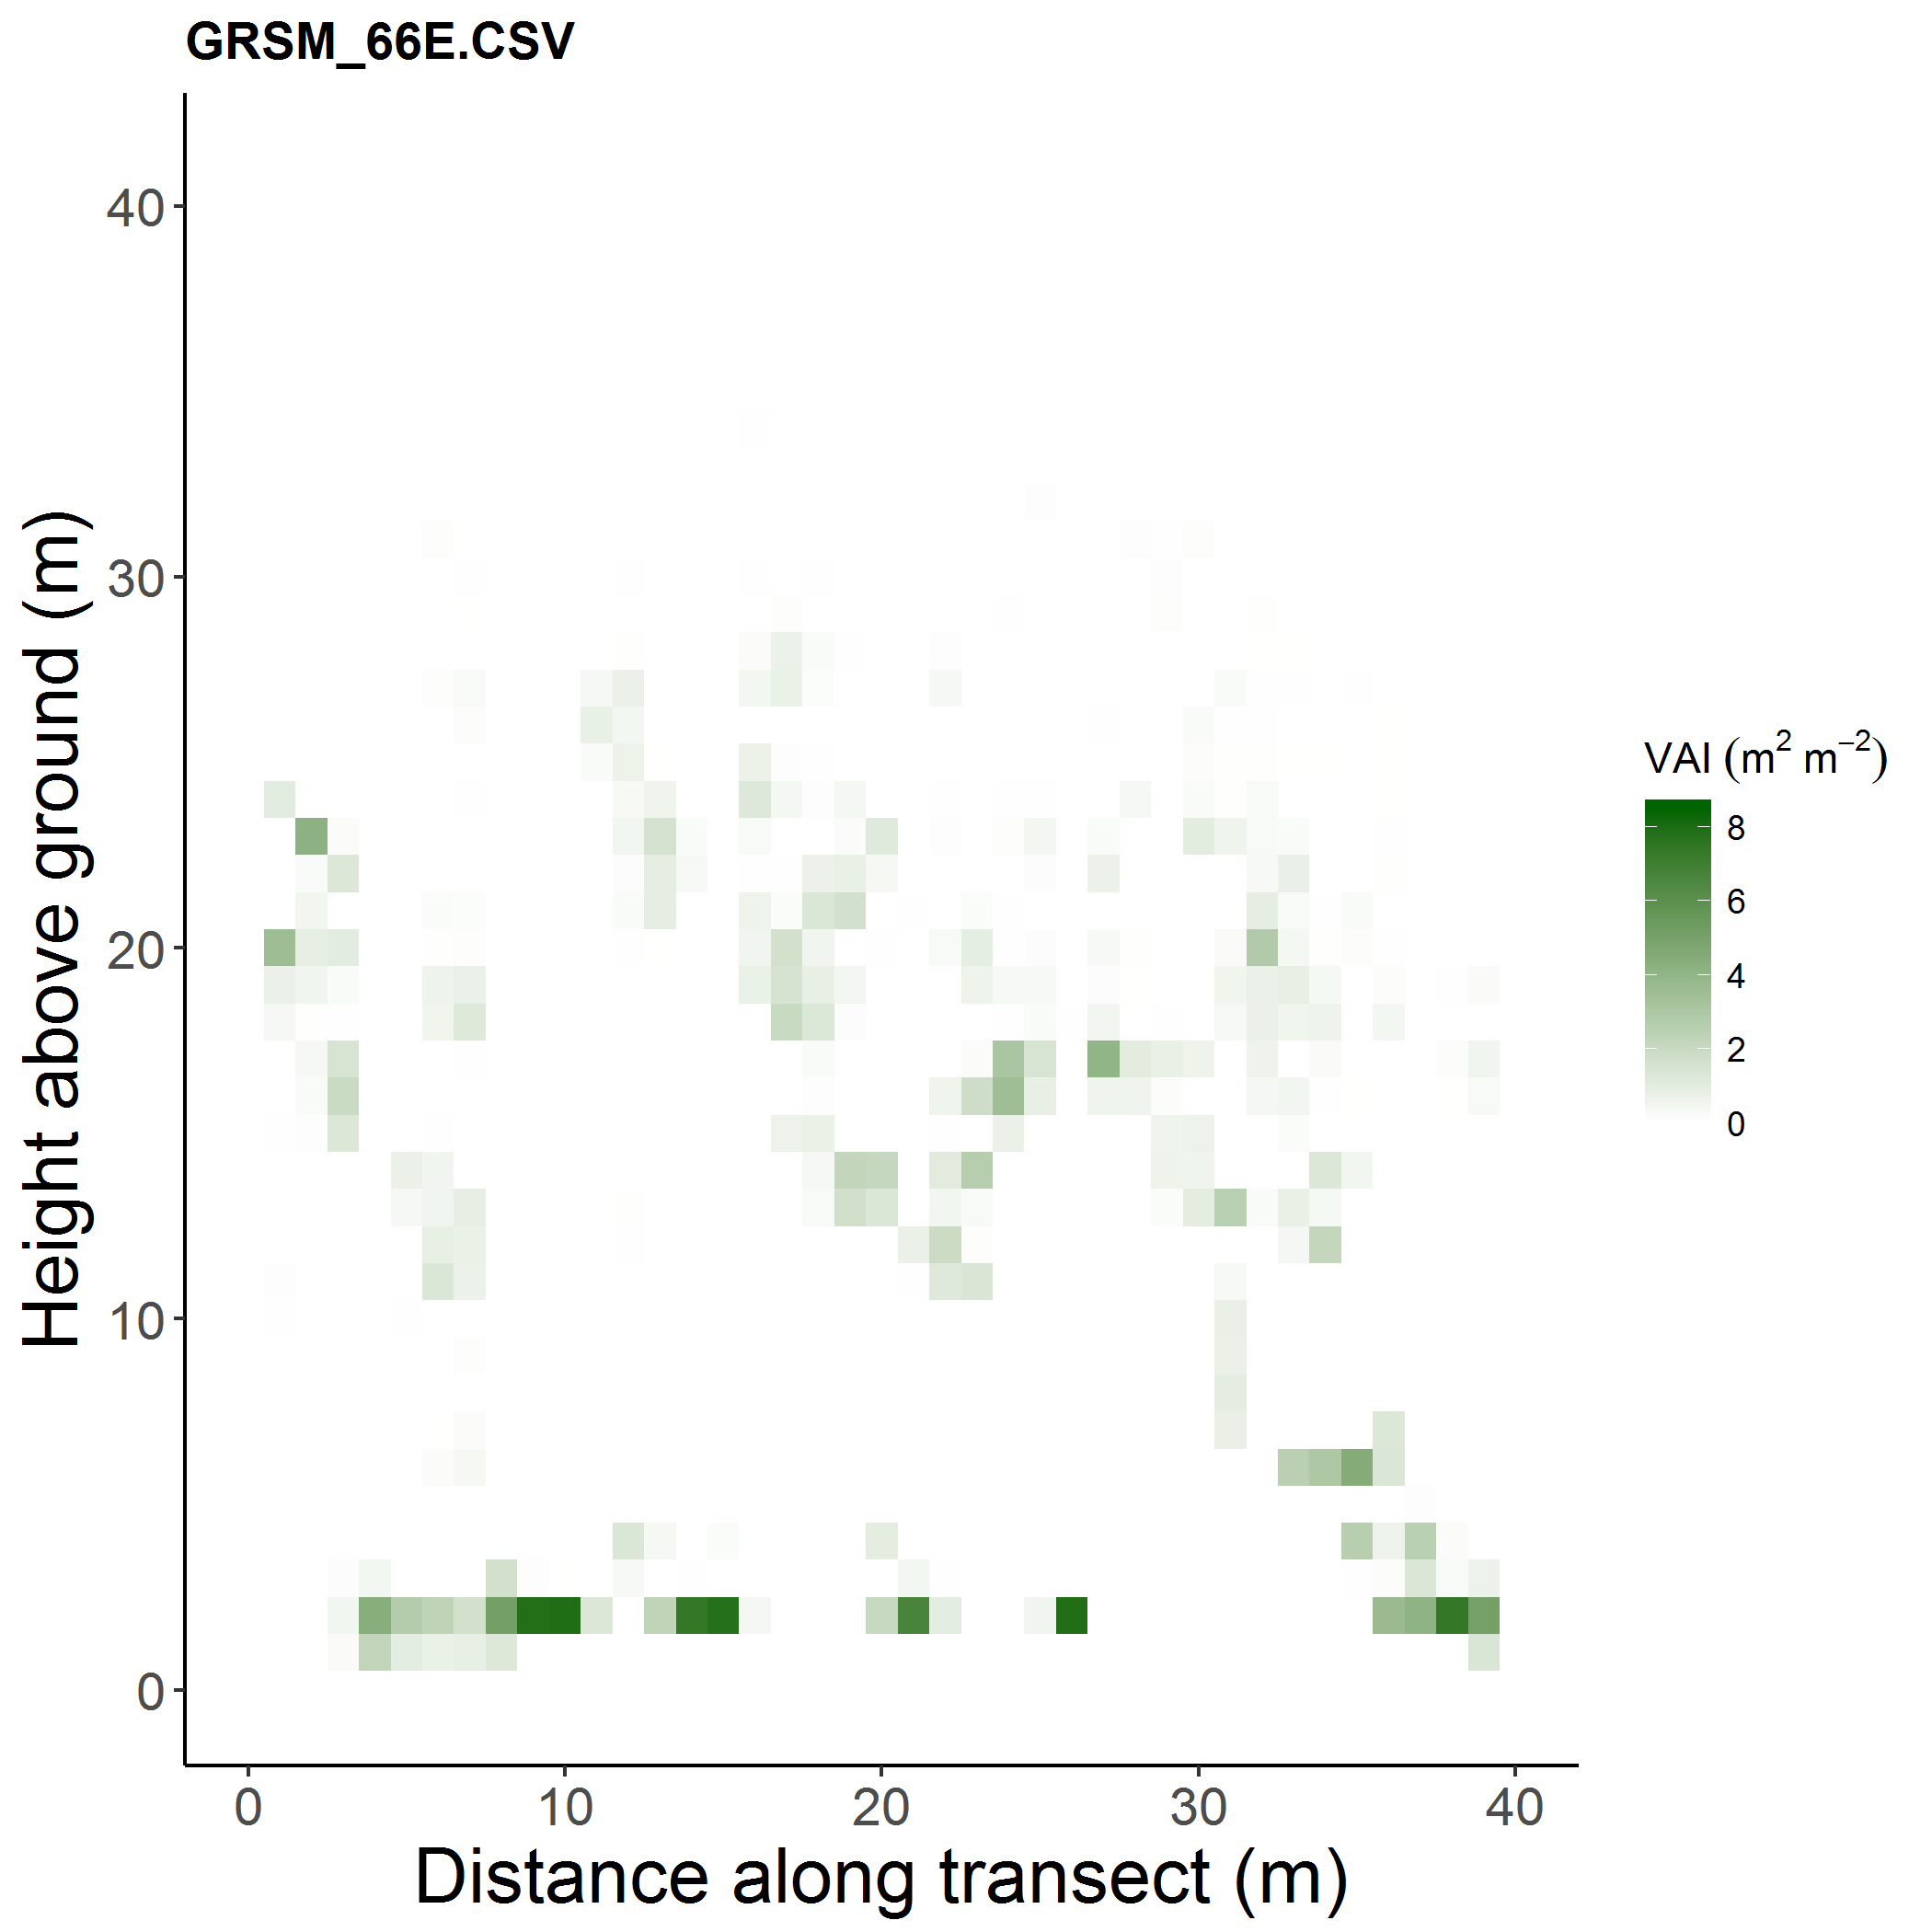 GRSM_66E.CSV
40
30
20
10
0
Height above ground (m)
0 10 20 30 40
Distance along transect (m)
VAI (m² m⁻²)
8
6
4
2
0